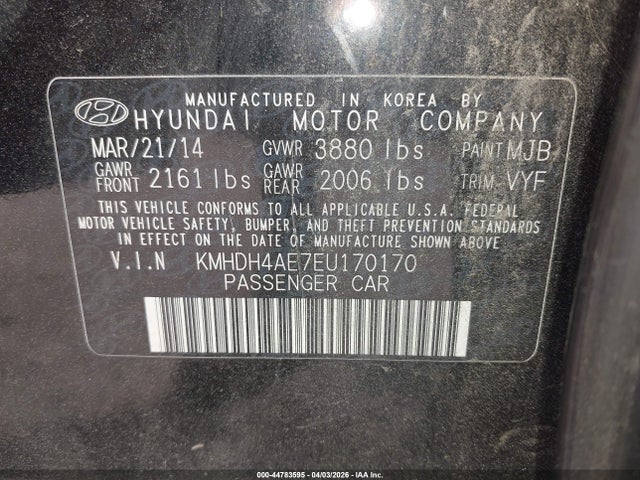 MANUFACTURED IN KOREA BY
HYUNDAI MOTOR COMPANY
MAR/21/14 GVWR 3880 lbs PAINT MJB
GAWR FRONT 2161 lbs GAWR REAR 2006 lbs TRIM VYF
THIS VEHICLE CONFORMS TO ALL APPLICABLE U.S.A. FEDERAL
MOTOR VEHICLE SAFETY, BUMPER, AND THEFT PREVENTION STANDARDS
IN EFFECT ON THE DATE OF MANUFACTURE SHOWN ABOVE
V.I.N KMHDH4AE7EU170170
PASSENGER CAR
000-44783595 - 04/03/2026 - IAA Inc.